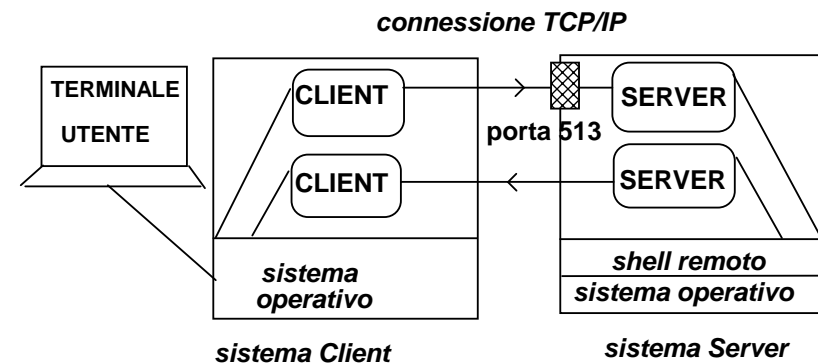 connessione TCP/IP
TERMINALE
UTENTE
CLIENT
SERVER
porta 513
CLIENT
SERVER
sistema
operativo
shell remoto
sistema operativo
sistema Client
sistema Server